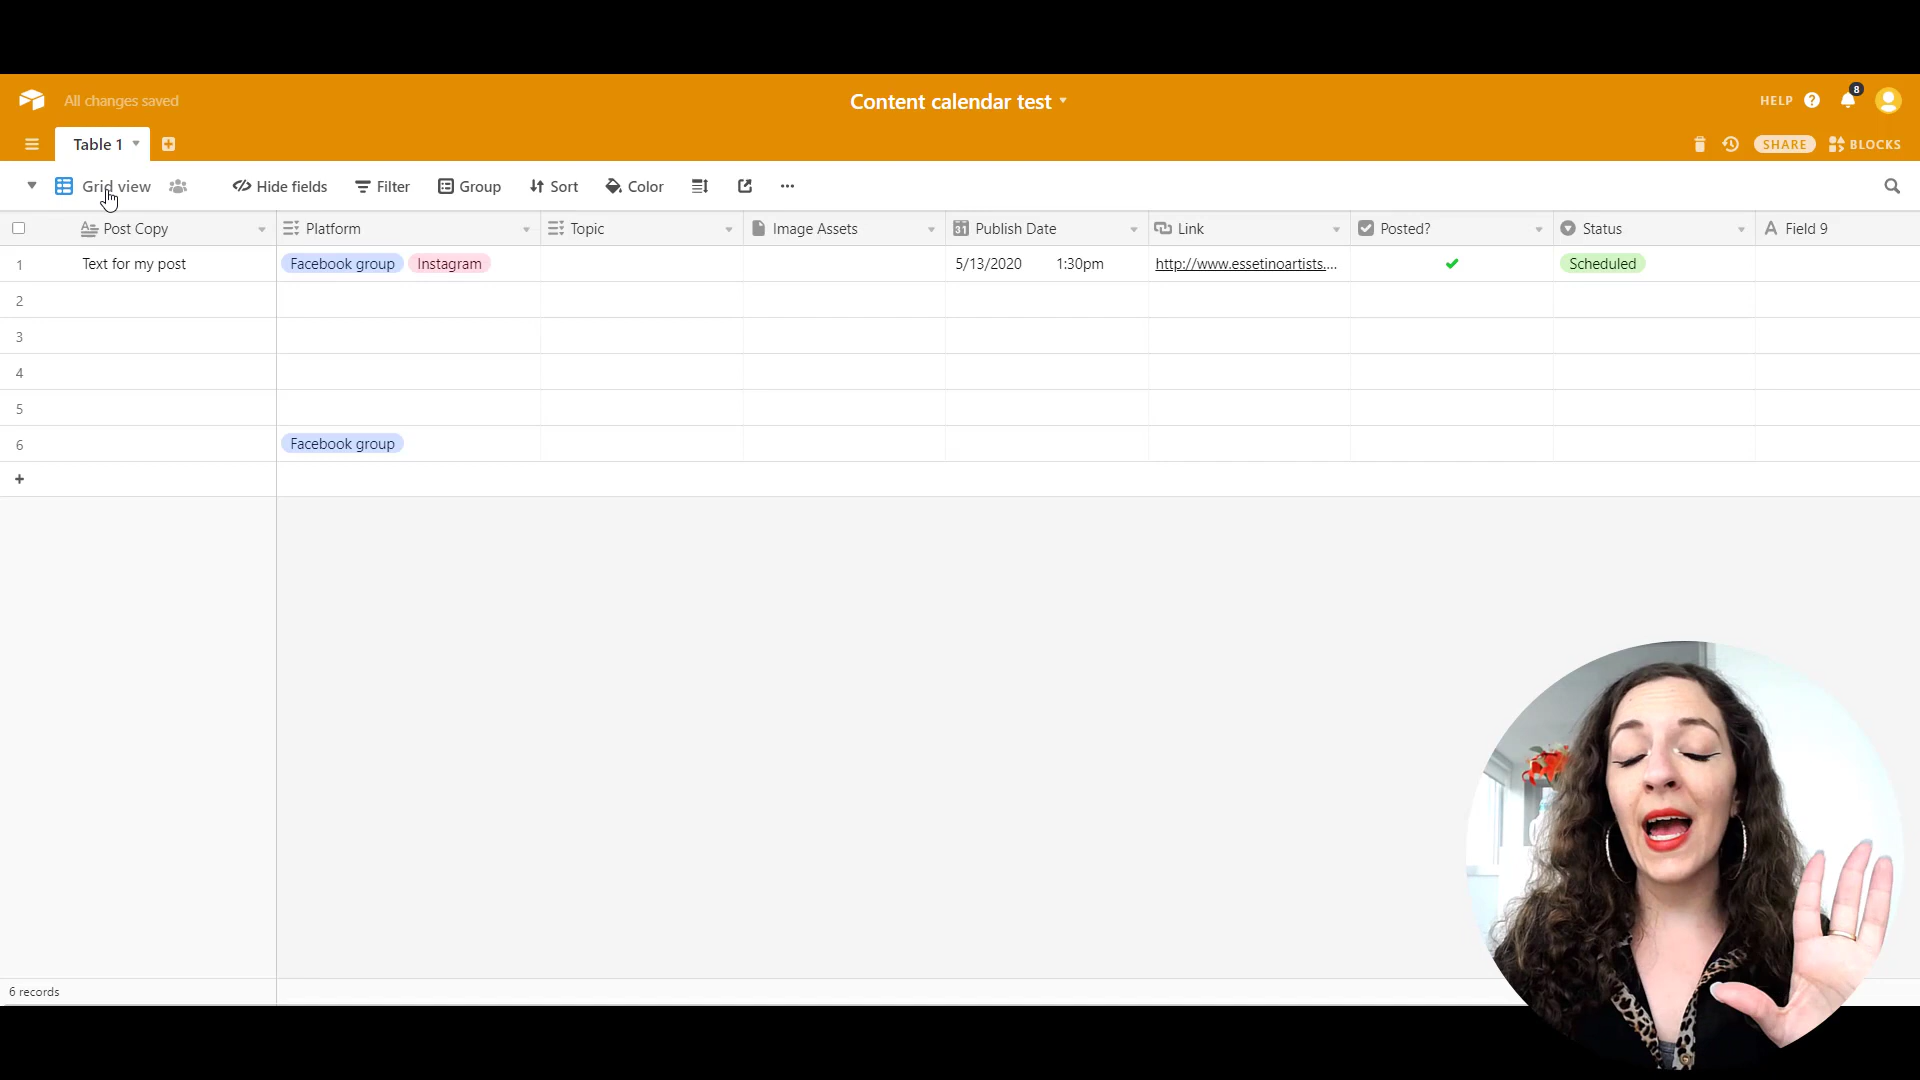 All changes saved
Content calendar test
HELP
8
Table 1
SHARE
BLOCKS
Grid view
Hide fields
Filter
Group
Sort
Color
Post Copy
Platform
Topic
Image Assets
31
Publish Date
Link
Posted?
Status
A Field 9
1
Text for my post
Facebook group
Instagram
5/13/2020
1:30pm
http://www.essetinoartists....
Scheduled
2
3
4
5
6
Facebook group
+
6 records